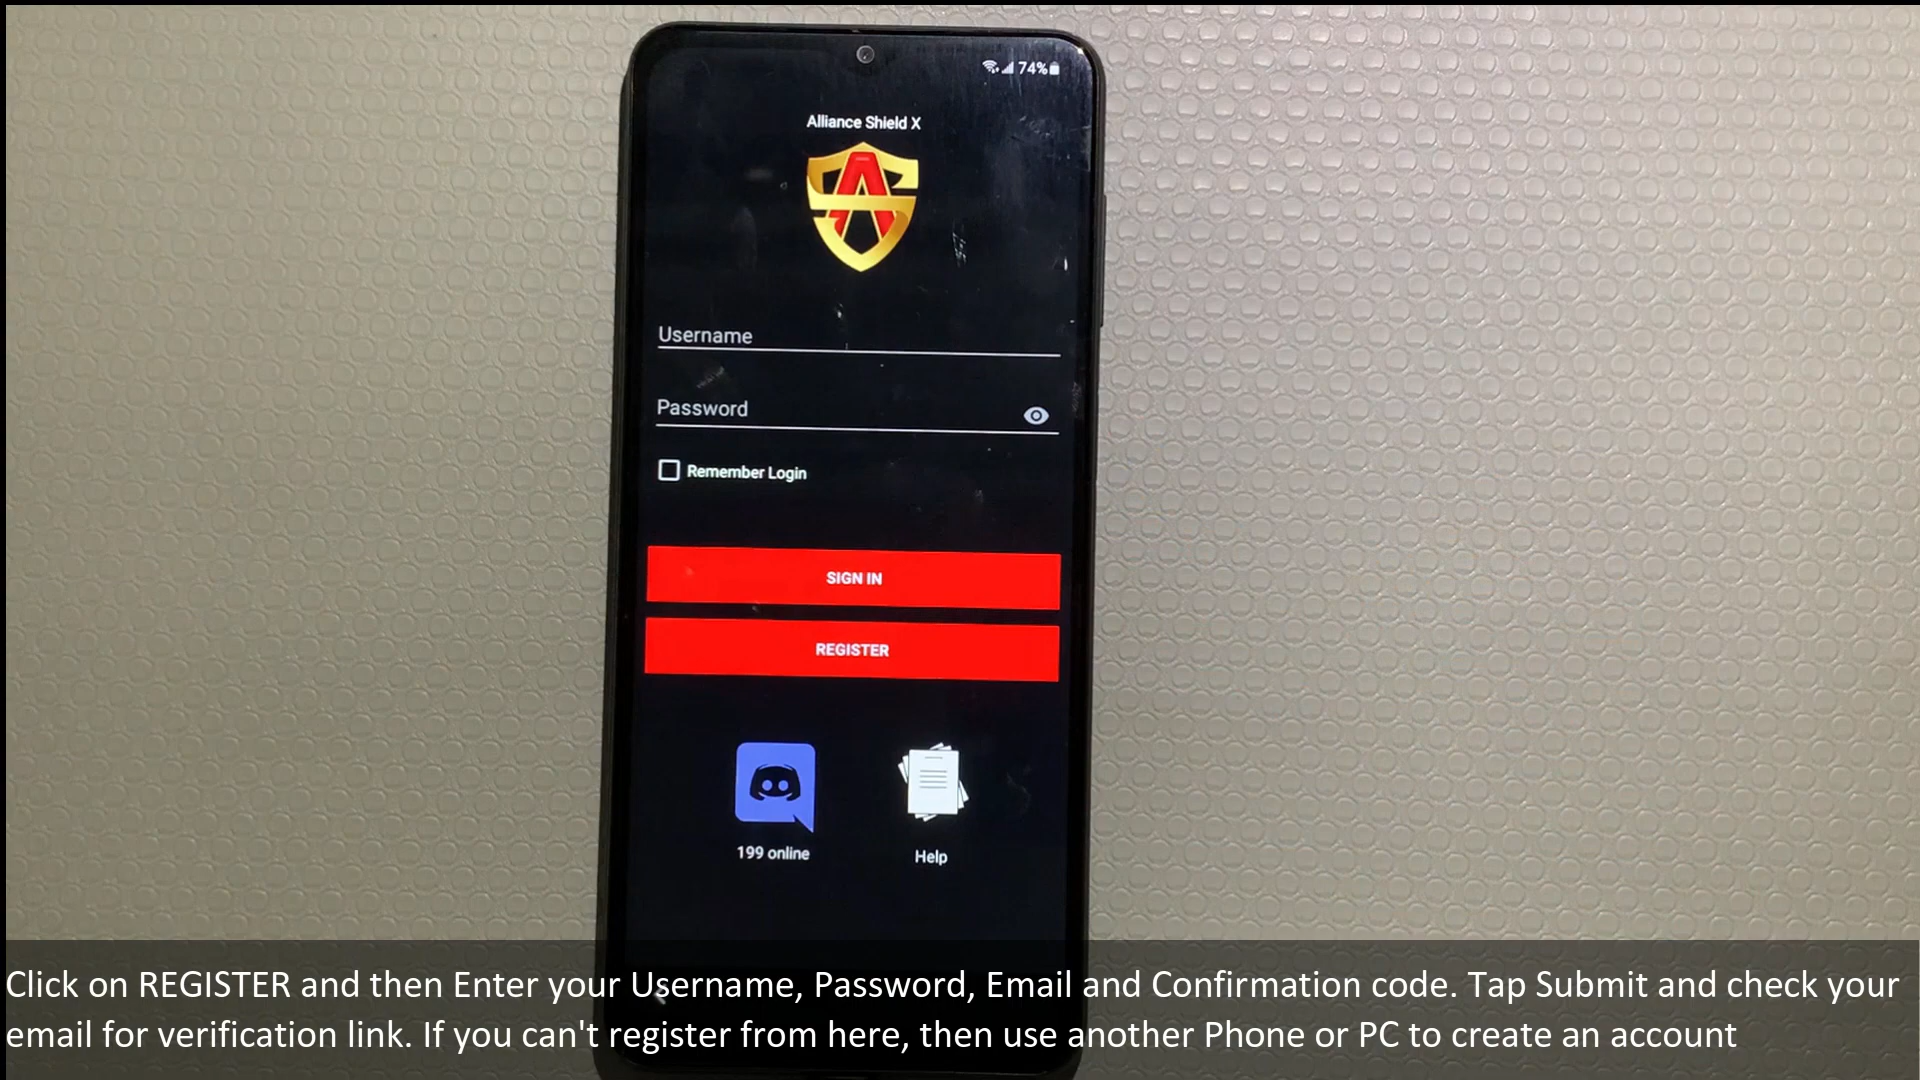 74%
Alliance Shield X
Username
Password
Remember Login
SIGN IN
REGISTER
199 online
Help
Click on REGISTER and then Enter your Username, Password, Email and Confirmation code. Tap Submit and check your
email for verification link. If you can't register from here, then use another Phone or PC to create an account